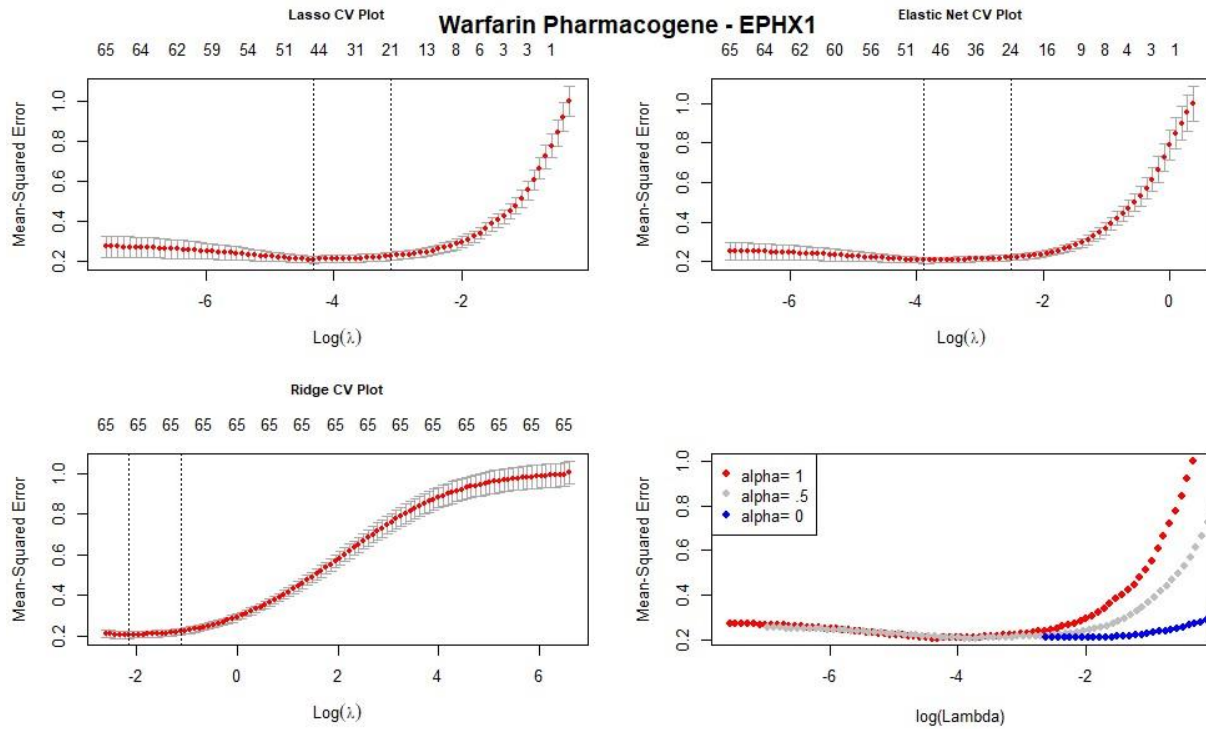 Warfarin Pharmacogene - EPHX1
Lasso CV Plot
65 64 62 59 54 51 44 31 21 13 8 6 3 3 1
Mean-Squared Error
1.0
0.8
0.6
0.4
0.2
-6 -4 -2
Log(λ)
Elastic Net CV Plot
65 64 62 60 56 51 46 36 24 16 9 8 4 3 1
Mean-Squared Error
1.0
0.8
0.6
0.4
0.2
-6 -4 -2 0
Log(λ)
Ridge CV Plot
65 65 65 65 65 65 65 65 65 65 65 65 65 65
Mean-Squared Error
1.0
0.8
0.6
0.4
0.2
-2 0 2 4 6
Log(λ)
alpha= 1
alpha= .5
alpha= 0
Mean-Squared Error
1.0
0.8
0.6
0.4
0.2
-6 -4 -2
log(Lambda)